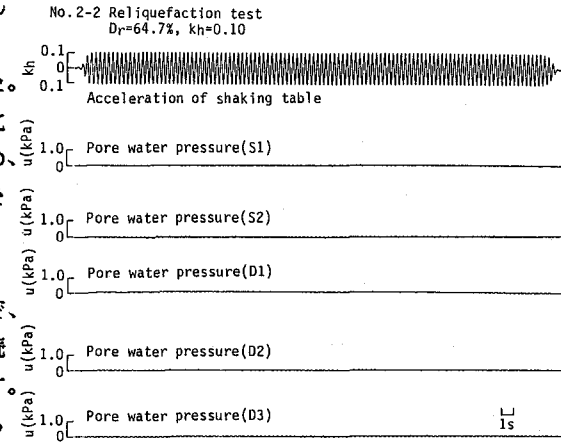 No.2-2 Reliquefaction test
Dr=64.7%, kh=0.10
kh
0.1
0
0.1
Acceleration of shaking table
u(kPa)
1.0
0
Pore water pressure(S1)
u(kPa)
1.0
0
Pore water pressure(S2)
u(kPa)
1.0
0
Pore water pressure(D1)
u(kPa)
1.0
0
Pore water pressure(D2)
u(kPa)
1.0
0
Pore water pressure(D3)
1s